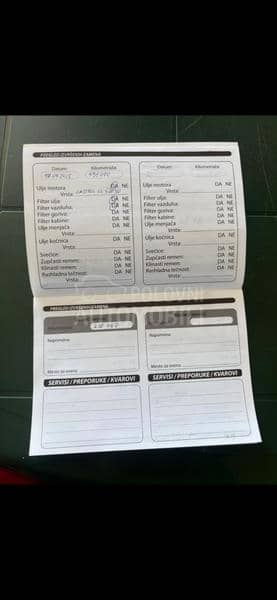 PREGLED IZVRŠENIH ZAMENA
Datum: Kilometraža
Ulje motora DA NE
Vrsta:
Filter ulja: DA NE
Filter vazduha: DA NE
Filter goriva: DA NE
Filter kabine: DA NE
Ulje menjača DA NE
Vrsta:
Ulje kočnica DA NE
Vrsta:
Svećice: DA NE
Zupčasti remen: DA NE
Klinasti remen: DA NE
Rashladna tečnost: DA NE
Vrsta:
Datum Kilometraža
Ulje motora DA NE
Vrsta:
Filter ulja: DA NE
Filter vazduha: DA NE
Filter goriva: DA NE
Filter kabine: DA NE
Ulje menjača DA NE
Vrsta:
Ulje kočnica DA NE
Vrsta:
Svećice: DA NE
Zupčasti remen: DA NE
Klinasti remen: DA NE
Rashladna tečnost: DA NE
Vrsta:
POLOVNI
AUTOMOBILI
PREGLED IZVRŠENIH ZAMENA
Napomena:
Mesto za overu
SERVISI / PREPORUKE / KVAROVI
Napomena:
Mesto za overu
SERVISI / PREPORUKE / KVAROVI